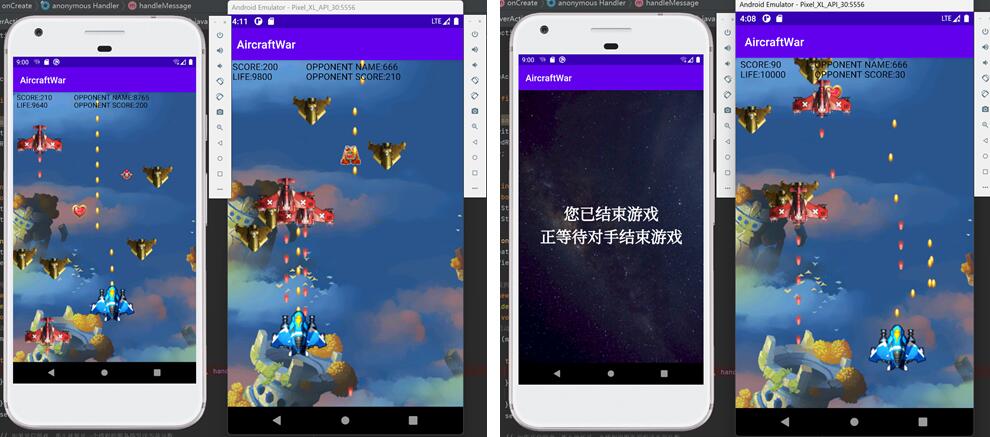 onCreate
anonymous Handler
handleMessage
Android Emulator - Pixel_XL_API_30:5556
9:00
AircraftWar
SCORE:210 OPPONENT NAME:8765
LIFE:9640 OPPONENT SCORE:200
4:11 LTE
AircraftWar
SCORE:200 OPPONENT NAME:666
LIFE:9800 OPPONENT SCORE:210
onCreate
anonymous Handler
handleMessage
Android Emulator - Pixel_XL_API_30:5556
9:00
AircraftWar
您已结束游戏
正等待对手结束游戏
4:08 LTE
AircraftWar
SCORE:90 OPPONENT NAME:666
LIFE:10000 OPPONENT SCORE:30